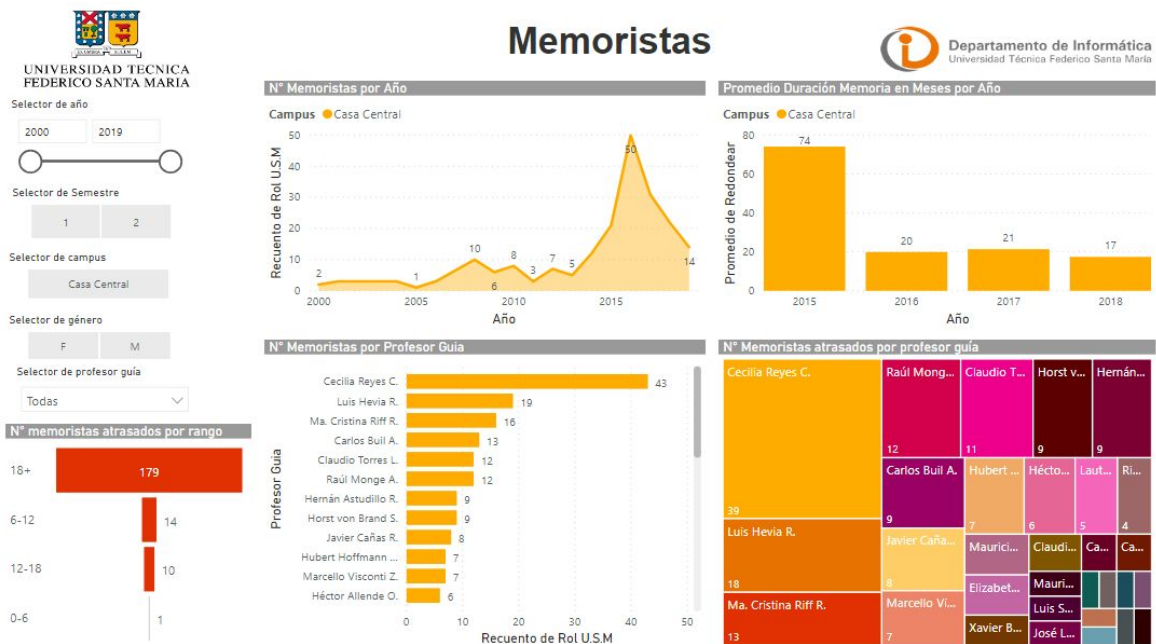 UNIVERSIDAD TECNICA
FEDERICO SANTA MARIA
Memoristas
Departamento de Informática
Universidad Técnica Federico Santa María
Selector de año
2000 2019
Selector de Semestre
1 2
Selector de campus
Casa Central
Selector de género
F M
Selector de profesor guía
Todas
N° memoristas atrasados por rango
18+ 179
6-12 14
12-18 10
0-6 1
N° Memoristas por Año
Campus Casa Central
Recuento de Rol U.S.M
50
40
30
20
10
0
2 1 10 6 8 3 7 5 50 14
2000 2005 2010 2015
Año
Promedio Duración Memoria en Meses por Año
Campus Casa Central
Promedio de Redondear
80
60
40
20
0
74 20 21 17
2015 2016 2017 2018
Año
N° Memoristas por Profesor Guia
Profesor Guia
Cecilia Reyes C. 43
Luis Hevia R. 19
Ma. Cristina Riff R. 16
Carlos Buil A. 13
Claudio Torres L. 12
Raúl Monge A. 12
Hernán Astudillo R. 9
Horst von Brand S. 9
Javier Cañas R. 8
Hubert Hoffmann ... 7
Marcello Visconti Z. 7
Héctor Allende O. 6
0 10 20 30 40 50
Recuento de Rol U.S.M
N° Memoristas atrasados por profesor guía
Cecilia Reyes C.
39
Luis Hevia R.
18
Ma. Cristina Riff R.
13
Raúl Mong...
12
Claudio T...
11
Horst v...
9
Hernán...
9
Carlos Buil A.
9
Hubert ...
7
Hécto...
6
Laut...
5
Ri...
4
Javier Caña...
8
Marcello Vi...
7
Maurici...
Elizabet...
Xavier B...
Claudi...
Ca...
Ca...
Mauri...
Luis S...
José L...